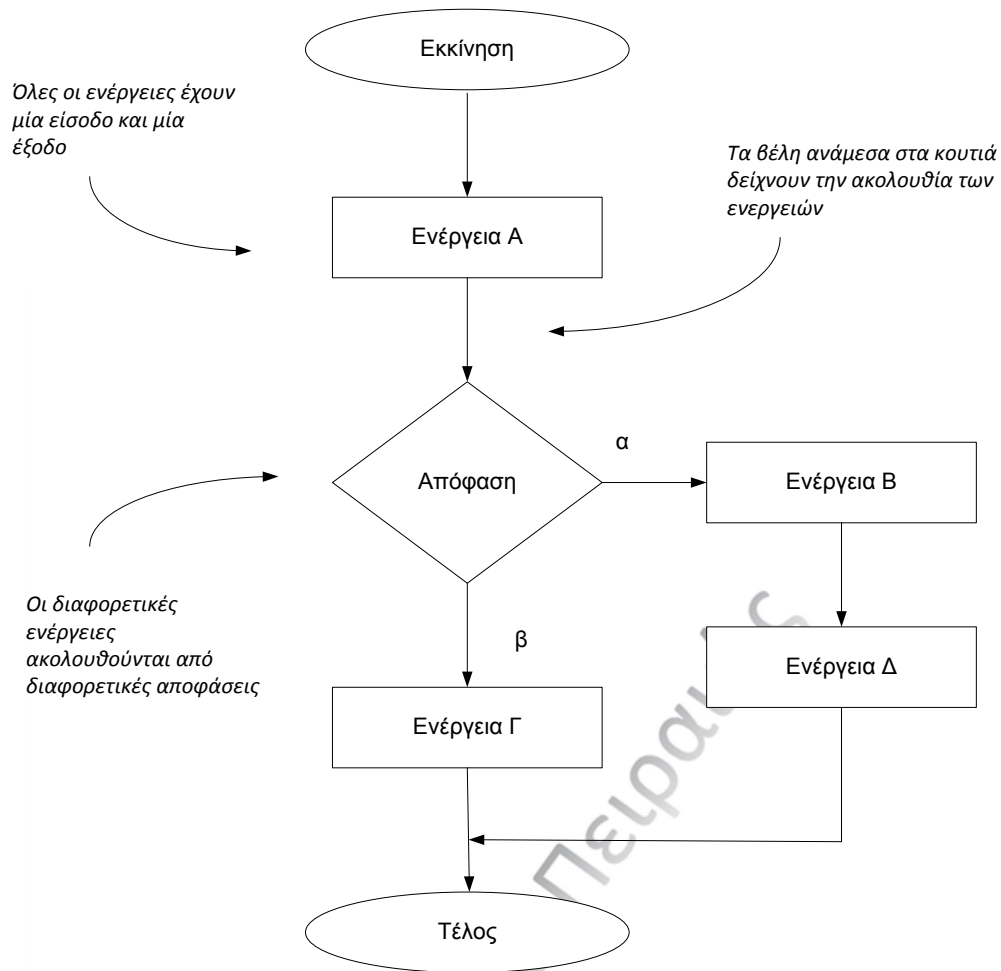 Εκκίνηση
Όλες οι ενέργειες έχουν
μία είσοδο και μία
έξοδο
Τα βέλη ανάμεσα στα κουτιά
δείχνουν την ακολουθία των
ενεργειών
Ενέργεια Α
Απόφαση
α
Ενέργεια Β
Οι διαφορετικές
ενέργειες
ακολουθούνται από
διαφορετικές αποφάσεις
β
Ενέργεια Δ
Ενέργεια Γ
Πειραιώς
Τέλος